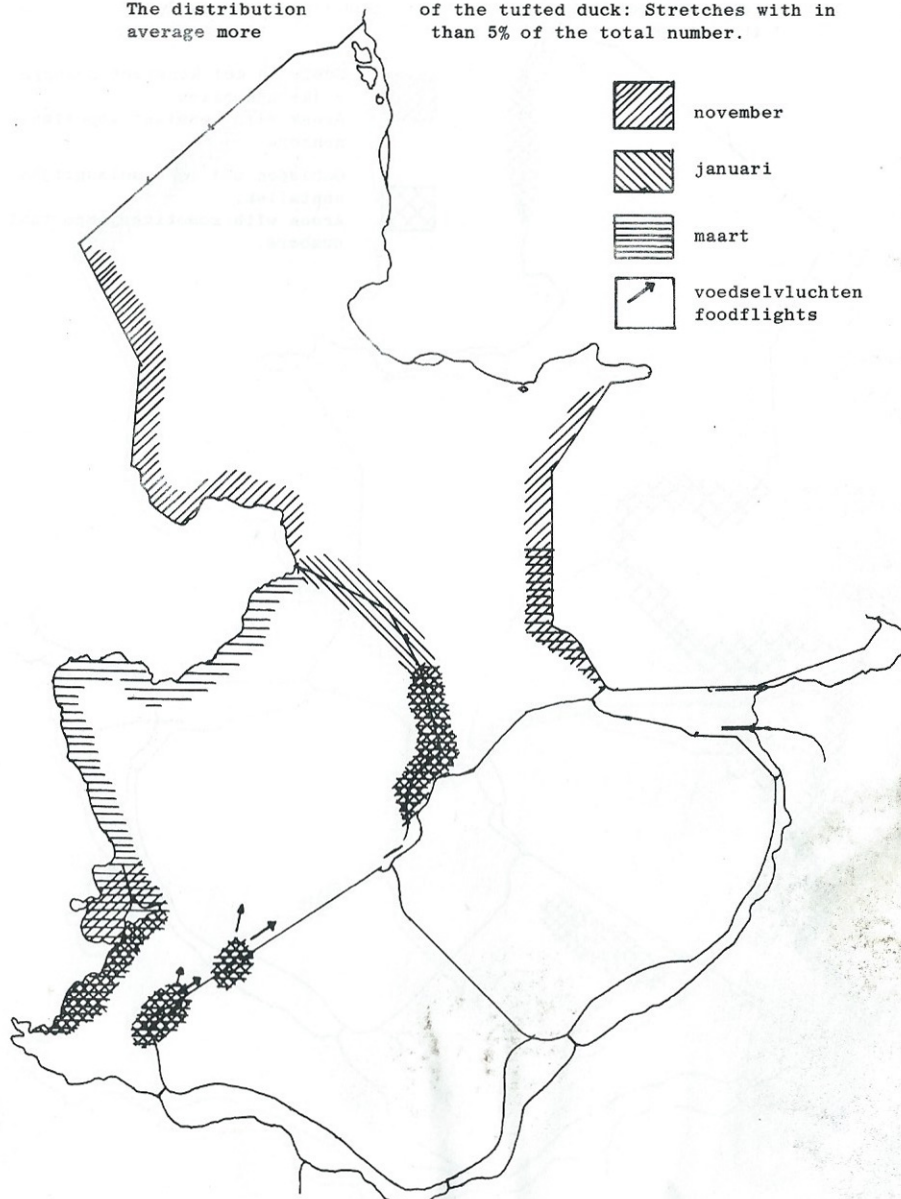 The distribution of the tufted duck: Stretches with in
average more than 5% of the total number.
november
januari
maart
voedselvluchten
foodflights